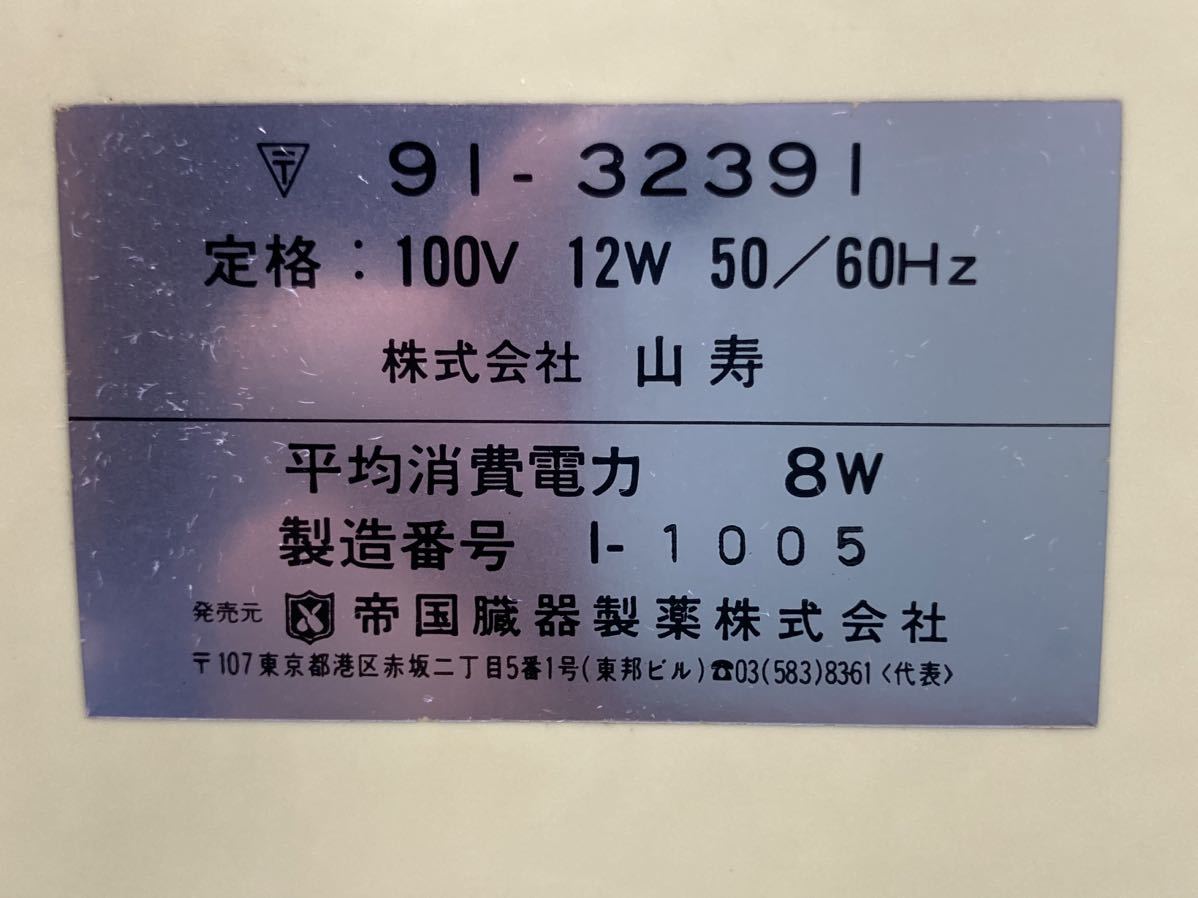 〒 91-32391
定格：100V 12W 50/60Hz
株式会社 山寿
平均消費電力 8W
製造番号 I-1005
発売元 帝国臓器製薬株式会社
〒107東京都港区赤坂二丁目5番1号(東邦ビル)☎03(583)8361〈代表〉